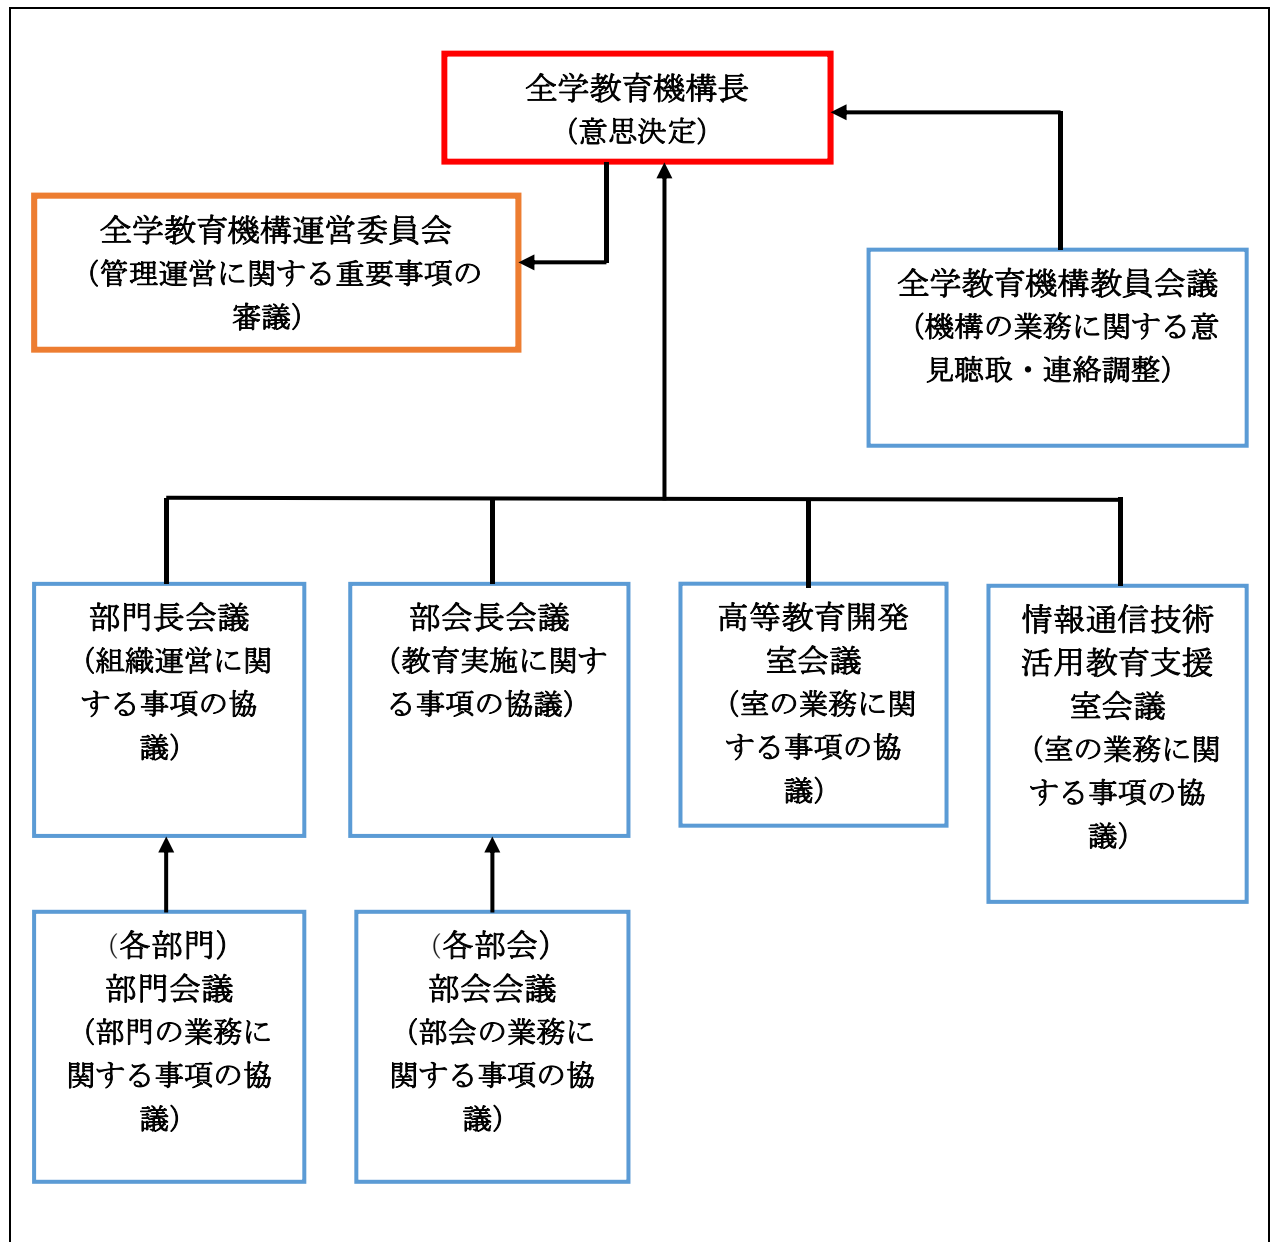 全学教育機構長
（意思決定）
全学教育機構運営委員会
（管理運営に関する重要事項の
審議）
全学教育機構教員会議
（機構の業務に関する意
見聴取・連絡調整）
部門長会議
（組織運営に関
する事項の協
議）
部会長会議
（教育実施に関す
る事項の協議）
高等教育開発
室会議
（室の業務に関
する事項の協
議）
情報通信技術
活用教育支援
室会議
（室の業務に関
する事項の協
議）
（各部門）
部門会議
（部門の業務に
関する事項の協
議）
（各部会）
部会会議
（部会の業務に
関する事項の協
議）